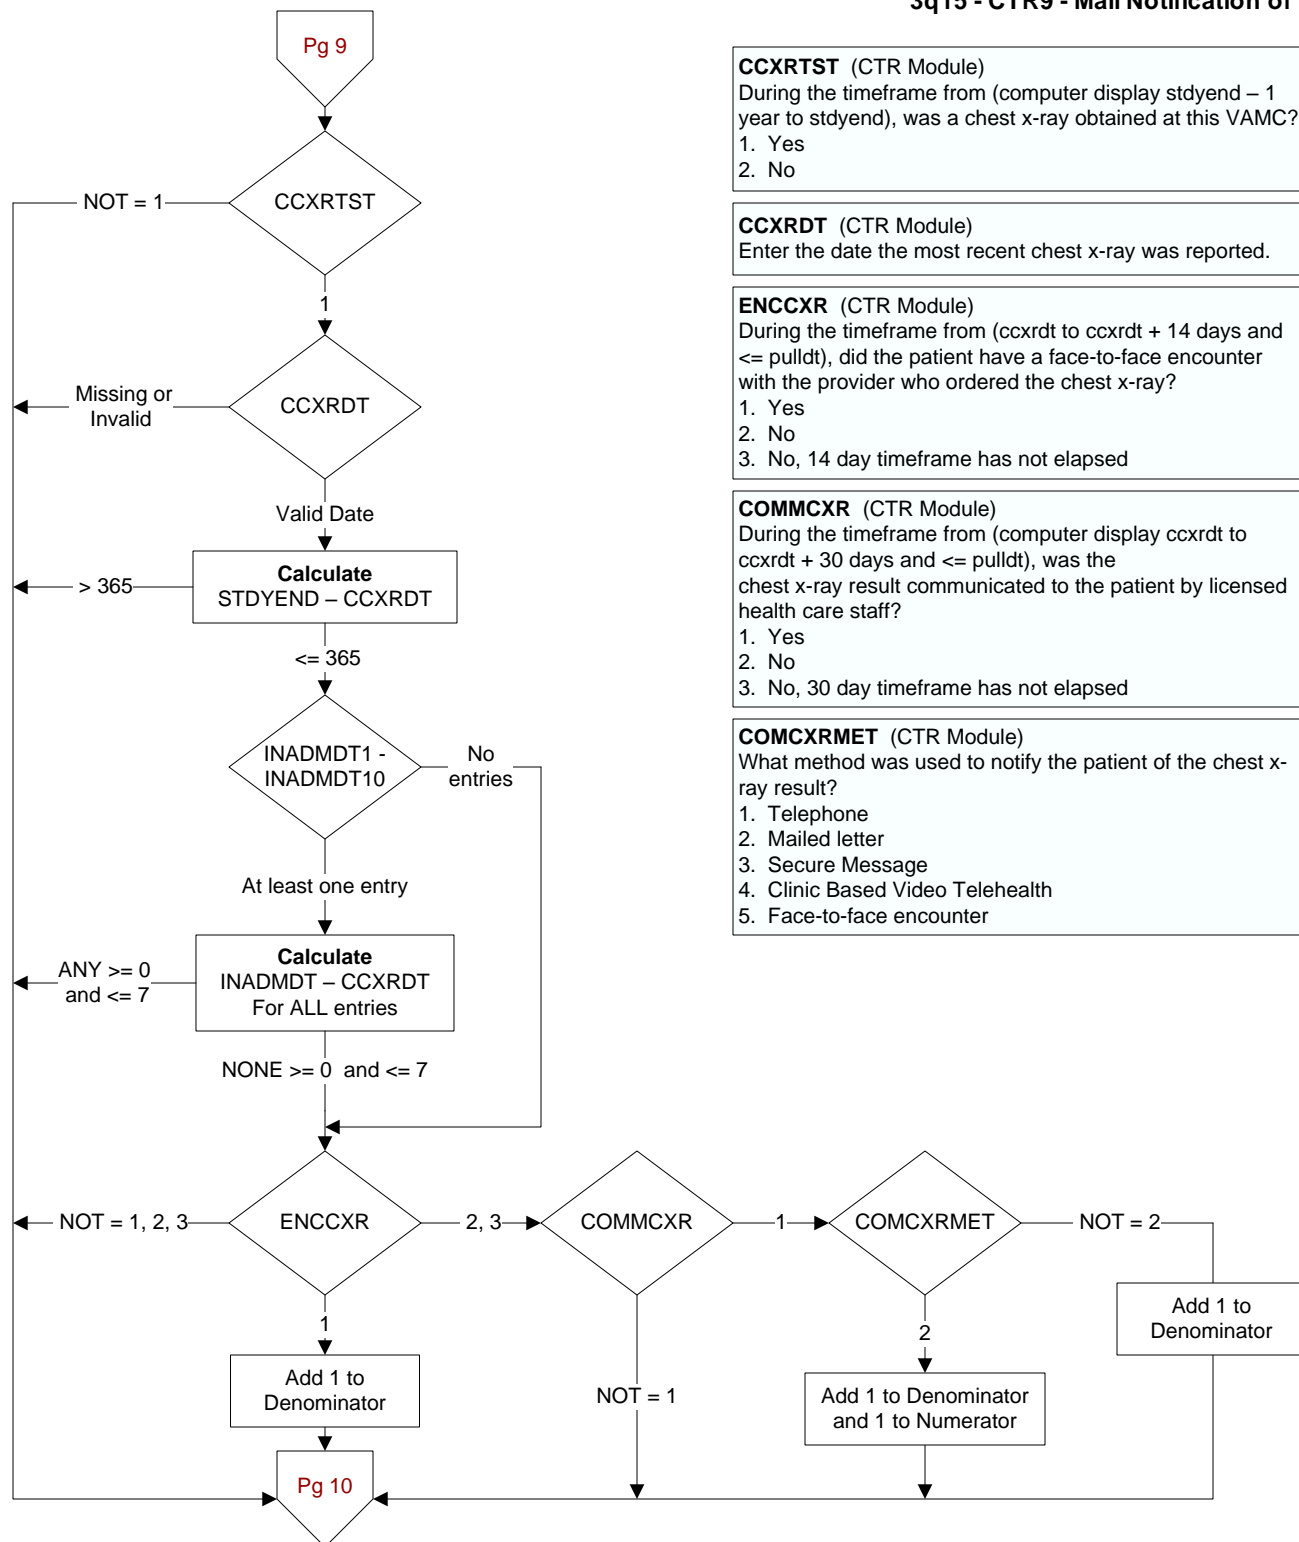 3q15 - CTR9 - Mail Notification of
Pg 9
CCXRTST
NOT = 1
1
CCXRDT
Missing or
Invalid
Valid Date
Calculate
STDYEND – CCXRDT
> 365
<= 365
INADMDT1 -
INADMDT10
No
entries
At least one entry
Calculate
INADMDT – CCXRDT
For ALL entries
ANY >= 0
and <= 7
NONE >= 0 and <= 7
ENCCXR
NOT = 1, 2, 3
2, 3
COMMCXR
1
COMCXRMET
NOT = 2
1
2
Add 1 to
Denominator
Add 1 to
Denominator
NOT = 1
Add 1 to Denominator
and 1 to Numerator
Pg 10
CCXRTST (CTR Module)
During the timeframe from (computer display stdyend – 1
year to stdyend), was a chest x-ray obtained at this VAMC?
1. Yes
2. No
CCXRDT (CTR Module)
Enter the date the most recent chest x-ray was reported.
ENCCXR (CTR Module)
During the timeframe from (ccxrdt to ccxrdt + 14 days and
<= pulldt), did the patient have a face-to-face encounter
with the provider who ordered the chest x-ray?
1. Yes
2. No
3. No, 14 day timeframe has not elapsed
COMMCXR (CTR Module)
During the timeframe from (computer display ccxrdt to
ccxrdt + 30 days and <= pulldt), was the
chest x-ray result communicated to the patient by licensed
health care staff?
1. Yes
2. No
3. No, 30 day timeframe has not elapsed
COMCXRMET (CTR Module)
What method was used to notify the patient of the chest x-
ray result?
1. Telephone
2. Mailed letter
3. Secure Message
4. Clinic Based Video Telehealth
5. Face-to-face encounter